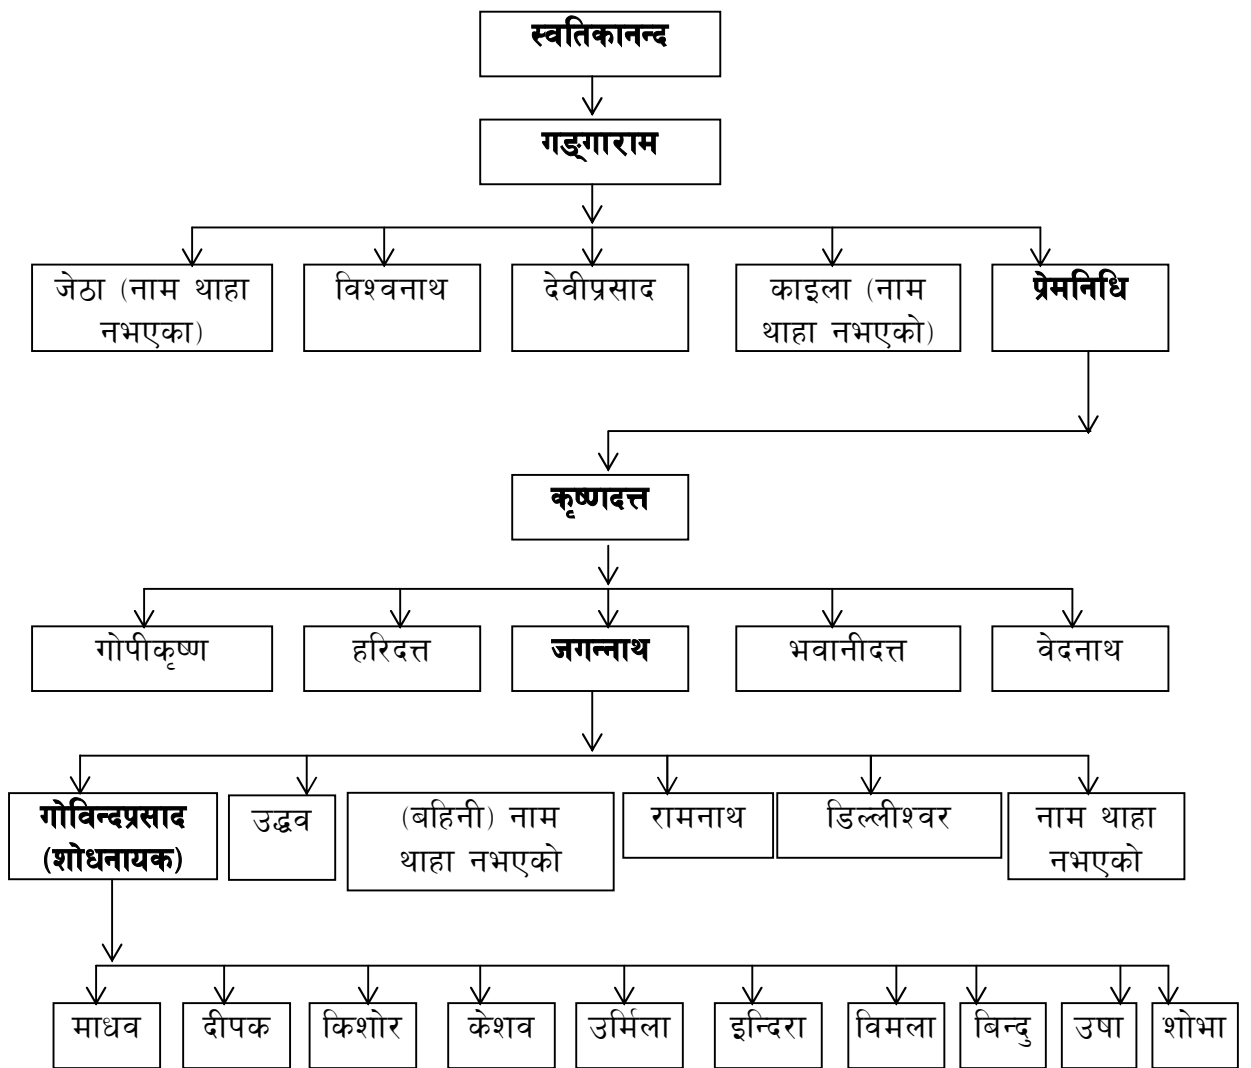 स्वतिकानन्द
गङ्गाराम
जेठा (नाम थाहा
नभएका)
विश्वनाथ
देवीप्रसाद
काइला (नाम
थाहा नभएको)
प्रेमनिधि
कृष्णदत्त
गोपीकृष्ण
हरिदत्त
जगन्नाथ
भवानीदत्त
वेदनाथ
गोविन्दप्रसाद
(शोधनायक)
उद्धव
(बहिनी) नाम
थाहा नभएको
रामनाथ
डिल्लीश्वर
नाम थाहा
नभएको
माधव
दीपक
किशोर
केशव
उर्मिला
इन्दिरा
विमला
बिन्दु
उषा
शोभा